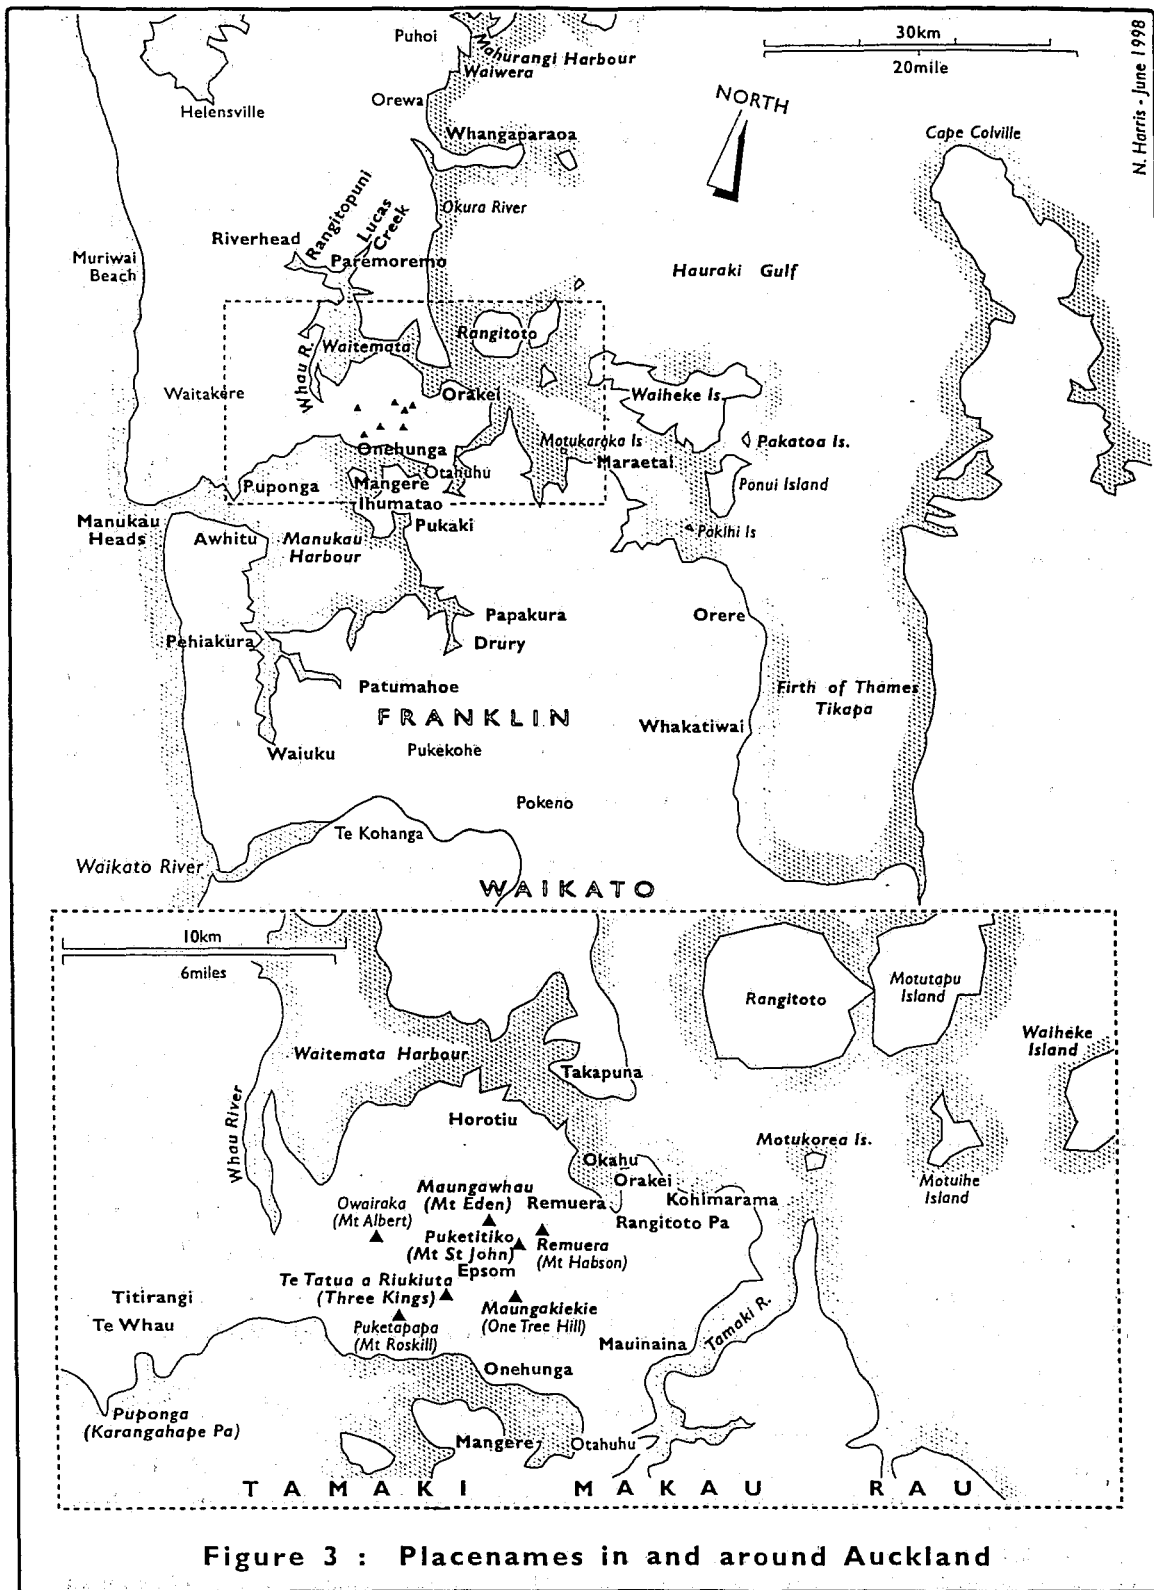 Puhoi
Mahurangi Harbour
Waiwera
30km
20mile
N. Harris - June 1998
Helensville
Orewa
NORTH
Whangaparaoa
Cape Colville
Okura River
Rangitopuni
Lucas
Creek
Riverhead
Paremoremo
Muriwai
Beach
Hauraki Gulf
Rangitoto
Waitemata
Whau R.
Waitakere
Orakei
Waiheke Is.
Onehunga
Motukaraka Is
Pakatoa Is.
Maraetai
Otahuhu
Puponga
Mangere
Ponui Island
Ihumatao
Manukau
Heads
Awhitu
Manukau
Harbour
Pukaki
Pakihi Is
Papakura
Orere
Pehiakura
Drury
Patumahoe
Firth of Thames
Tikapa
FRANKLIN
Whakatiwai
Waiuku
Pukekohe
Pokeno
Te Kohanga
Waikato River
WAIKATO
10km
6miles
Rangitoto
Motutapu
Island
Waiheke
Island
Waitemata Harbour
Takapuna
Whau River
Horotiu
Motukorea Is.
Okahu
Orakei
Motuihe
Island
Maungawhau
(Mt Eden)
Remuera
Kohimarama
Owairaka
(Mt Albert)
Rangitoto Pa
Puketitiko
(Mt St John)
Remuera
(Mt Habson)
Epsom
Te Tatua a Riukiuta
(Three Kings)
Titirangi
Maungakiekie
(One Tree Hill)
Te Whau
Puketapapa
(Mt Roskill)
Mauinaina
Tamaki R.
Onehunga
Puponga
(Karangahape Pa)
Mangere
Otahuhu
TAMAKI MAKAU RAU
Figure 3 : Placenames in and around Auckland